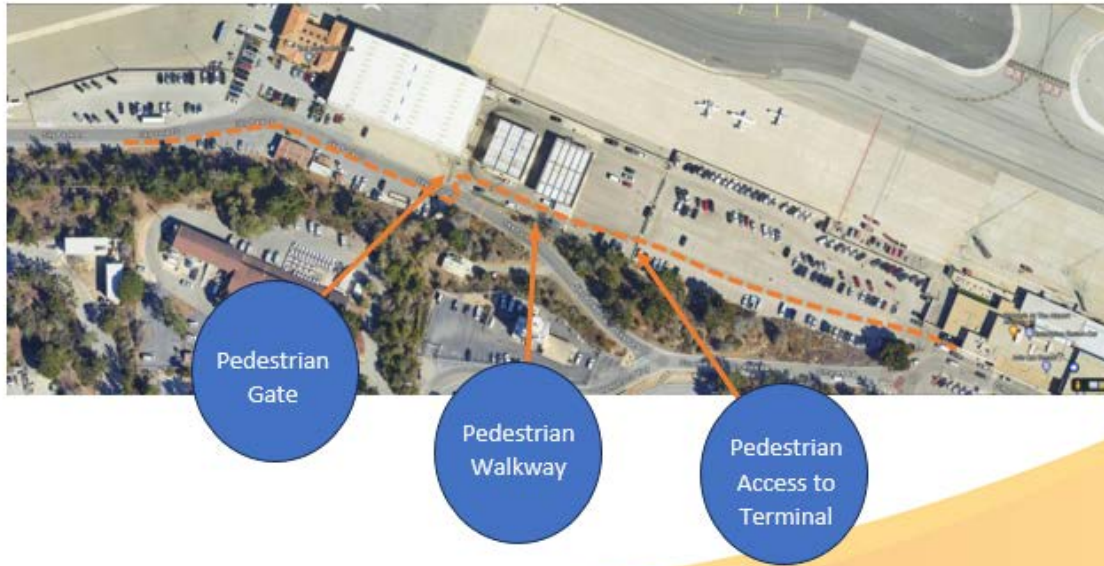 Pedestrian
Gate
Pedestrian
Walkway
Pedestrian
Access to
Terminal